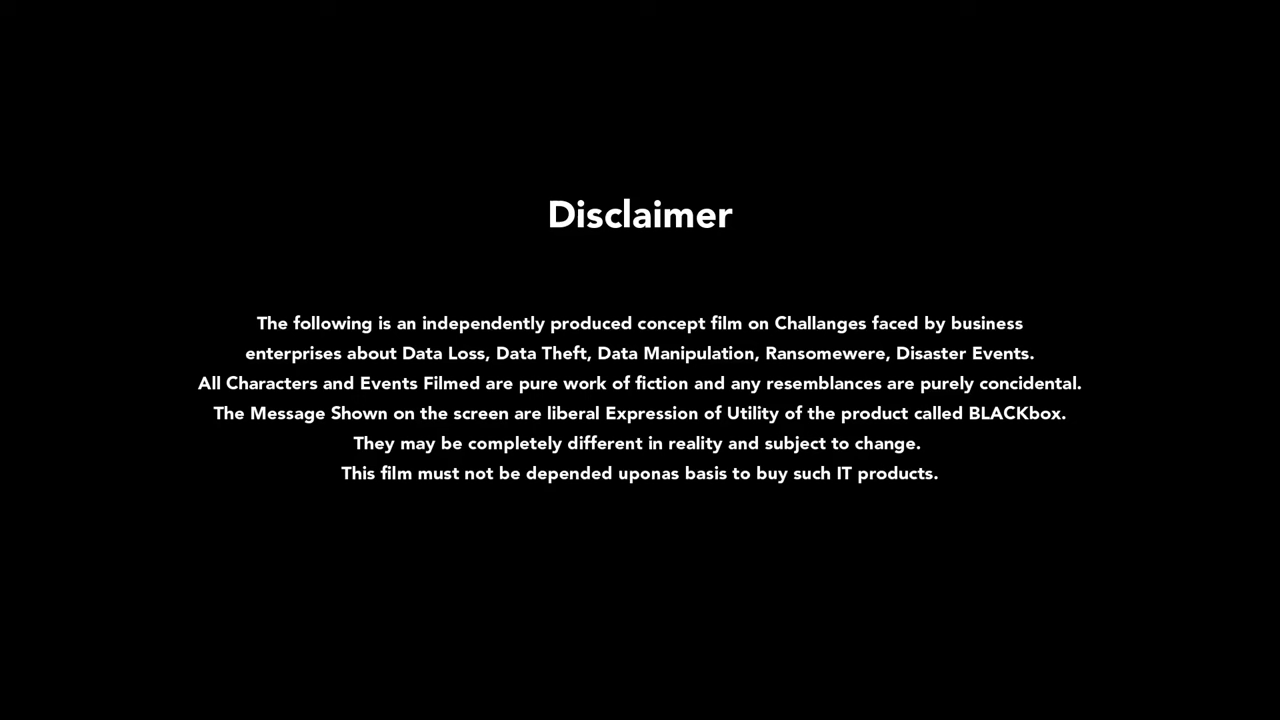 Disclaimer
The following is an independently produced concept film on Challanges faced by business
enterprises about Data Loss, Data Theft, Data Manipulation, Ransomewere, Disaster Events.
All Characters and Events Filmed are pure work of fiction and any resemblances are purely concidental.
The Message Shown on the screen are liberal Expression of Utility of the product called BLACKbox.
They may be completely different in reality and subject to change.
This film must not be depended uponas basis to buy such IT products.